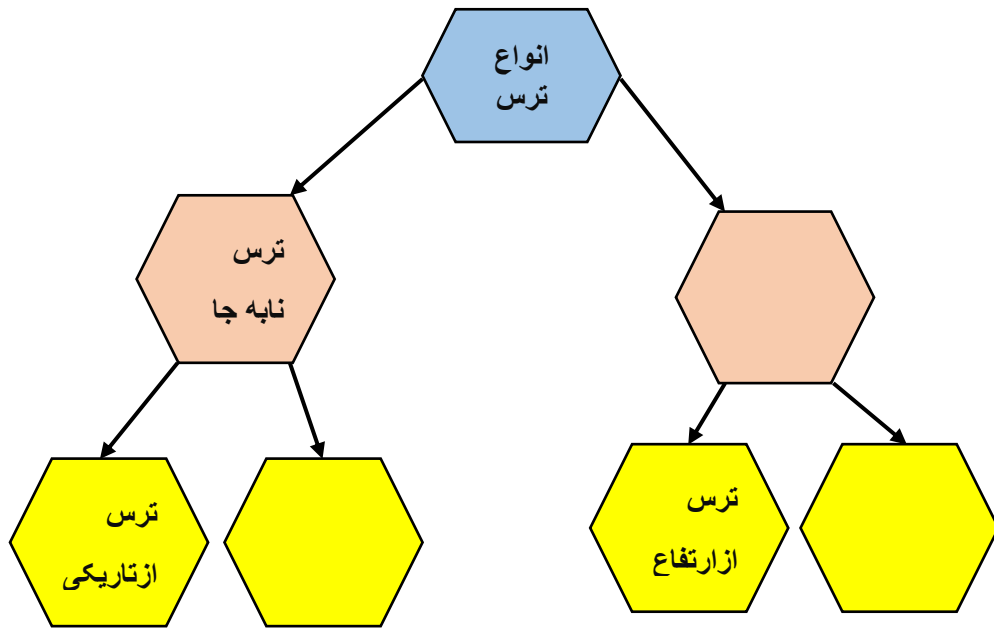 انواع
ترس
ترس
نابه جا
ترس
ازارتفاع
ترس
ازتاریکی